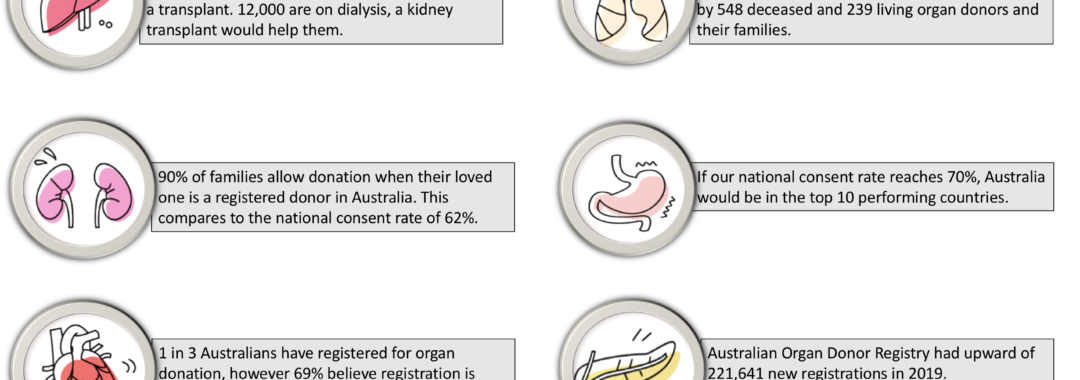 a transplant. 12,000 are on dialysis, a kidney
transplant would help them.
by 548 deceased and 239 living organ donors and
their families.
90% of families allow donation when their loved
one is a registered donor in Australia. This
compares to the national consent rate of 62%.
If our national consent rate reaches 70%, Australia
would be in the top 10 performing countries.
1 in 3 Australians have registered for organ
donation, however 69% believe registration is
Australian Organ Donor Registry had upward of
221,641 new registrations in 2019.